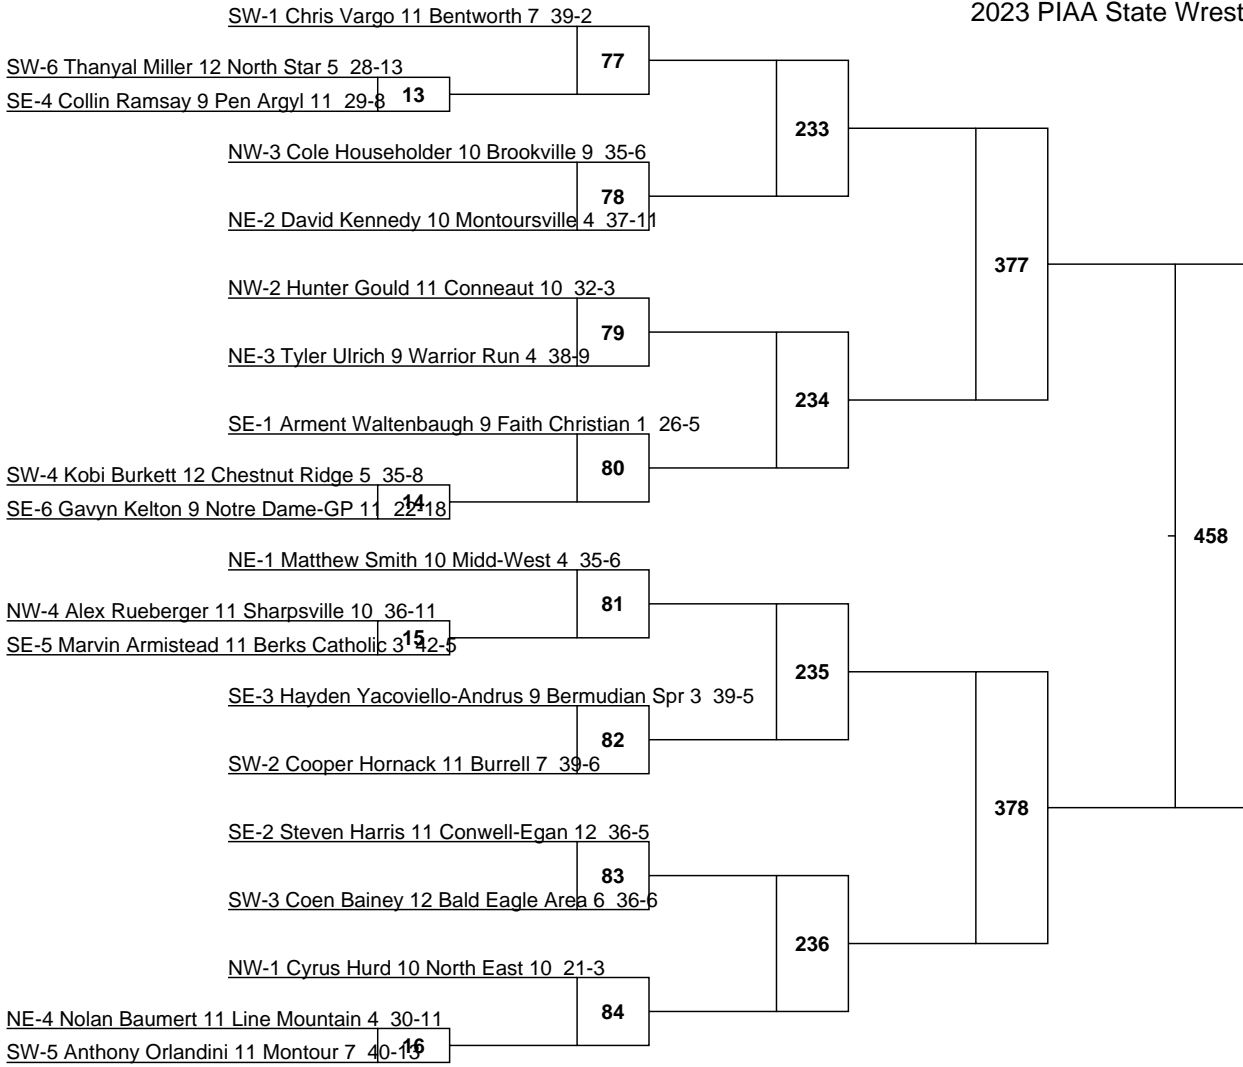 SW-1 Chris Vargo 11 Bentworth 7 39-2
2023 PIAA State Wrest
77
SW-6 Thanyal Miller 12 North Star 5 28-13
13
SE-4 Collin Ramsay 9 Pen Argyl 11 29-8
233
NW-3 Cole Householder 10 Brookville 9 35-6
78
NE-2 David Kennedy 10 Montoursville 4 37-11
377
NW-2 Hunter Gould 11 Conneaut 10 32-3
79
NE-3 Tyler Ulrich 9 Warrior Run 4 38-9
234
SE-1 Arment Waltenbaugh 9 Faith Christian 1 26-5
80
SW-4 Kobi Burkett 12 Chestnut Ridge 5 35-8
14
SE-6 Gavyn Kelton 9 Notre Dame-GP 11 22-18
458
NE-1 Matthew Smith 10 Midd-West 4 35-6
81
NW-4 Alex Rueberger 11 Sharpsville 10 36-11
15
SE-5 Marvin Armistead 11 Berks Catholic 3 42-5
235
SE-3 Hayden Yacoviello-Andrus 9 Bermudian Spr 3 39-5
82
SW-2 Cooper Hornack 11 Burrell 7 39-6
378
SE-2 Steven Harris 11 Conwell-Egan 12 36-5
83
SW-3 Coen Bainey 12 Bald Eagle Area 6 36-6
236
NW-1 Cyrus Hurd 10 North East 10 21-3
84
NE-4 Nolan Baumert 11 Line Mountain 4 30-11
16
SW-5 Anthony Orlandini 11 Montour 7 40-13